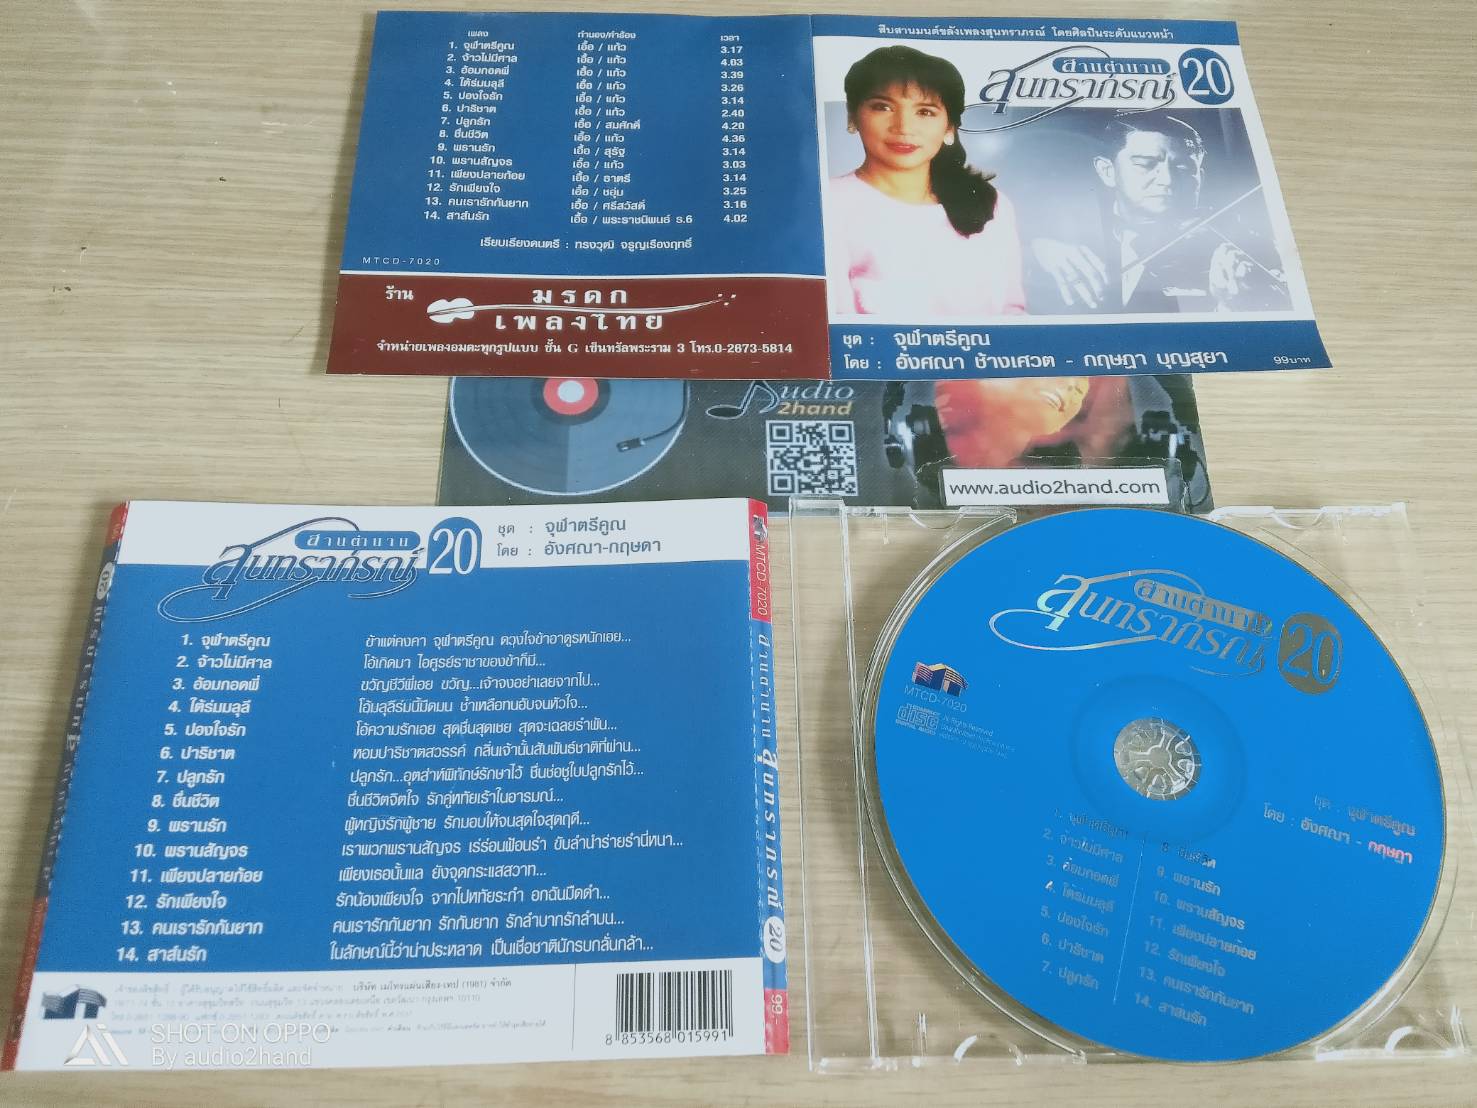 เพลง ทำนอง/คำร้อง เวลา
1. จุฬาตรีคูณ เอื้อ / แก้ว 3.17
2. จ้าวไม่มีศาล เอื้อ / แก้ว 4.03
3. อ้อมกอดพี่ เอื้อ / แก้ว 3.39
4. ใต้ร่มมลุลี เอื้อ / แก้ว 3.26
5. ปองใจรัก เอื้อ / แก้ว 3.14
6. ปาริชาต เอื้อ / แก้ว 2.40
7. ปลูกรัก เอื้อ / สมศักดิ์ 4.20
8. ชื่นชีวิต เอื้อ / แก้ว 4.36
9. พรานรัก เอื้อ / สุรัฐ 3.14
10. พรานสัญจร เอื้อ / แก้ว 3.03
11. เพียงปลายก้อย เอื้อ / ธาตรี 3.14
12. รักเพียงใจ เอื้อ / ชอุ่ม 3.25
13. คนเรารักกันยาก เอื้อ / ศรีสวัสดิ์ 3.16
14. สาส์นรัก เอื้อ / พระราชนิพนธ์ ร.6 4.02
เรียบเรียงดนตรี : ทรงวุฒิ จรูญเรืองฤทธิ์
MTCD-7020
ร้าน มรดก
เพลงไทย
จำหน่ายเพลงอมตะทุกรูปแบบ ชั้น G เซ็นทรัลพระราม 3 โทร.0-2673-5814
สืบสานมนต์ขลังเพลงสุนทราภรณ์ โดยศิลปินระดับแนวหน้า
สานตำนาน
สุนทราภรณ์ 20
ชุด : จุฬาตรีคูณ
โดย : อังศณา ช้างเศวต - กฤษฎา บุญสุยา
99บาท
Audio
2hand
www.audio2hand.com
สานตำนาน
สุนทราภรณ์ 20
ชุด : จุฬาตรีคูณ
โดย : อังศณา-กฤษดา
1. จุฬาตรีคูณ ข้าแต่คงคา จุฬาตรีคูณ ดวงใจข้าอาดูรหนักเอย...
2. จ้าวไม่มีศาล โอ้เกิดมา ไอศูรย์ราชาของข้าก็มี...
3. อ้อมกอดพี่ ขวัญชีวีพี่เอย ขวัญ...เจ้าจงอย่าเลยจากไป...
4. ใต้ร่มมลุลี โอ้มลุลีร่มนี้มีดมน ช้ำเหลือทนอับจนหัวใจ...
5. ปองใจรัก โอ้ความรักเอย สุดชื่นสุดเชย สุดจะเฉลยรำพัน...
6. ปาริชาต หอมปาริชาตสวรรค์ กลิ่นเจ้านั้นสัมพันธ์ชาติที่ผ่าน...
7. ปลูกรัก ปลูกรัก...อุตส่าห์พิทักษ์รักษาไว้ ชื่นช่อชูใบปลูกรักไว้...
8. ชื่นชีวิต ชื่นชีวิตจิตใจ รักคู่หทัยเร้าในอารมณ์...
9. พรานรัก ผู้หญิงรักผู้ชาย รักมอบให้จนสุดใจสุดฤดี...
10. พรานสัญจร เราพวกพรานสัญจร เร่ร่อนฟ้อนรำ ขับลำนำร่ายรำนี่หนา...
11. เพียงปลายก้อย เพียงเธอนั้นแล ยังจุดกระแสสวาท...
12. รักเพียงใจ รักน้องเพียงใจ จากไปหทัยระกำ อกฉันมืดดำ...
13. คนเรารักกันยาก คนเรารักกันยาก รักกันยาก รักลำบากรักลำบน...
14. สาส์นรัก ในลักษณ์นี้ว่าน่าประหลาด เป็นเชื้อชาตินักรบกลั่นกล้า...
บริษัท เมโทรแผ่นเสียง-เทป (1981) จำกัด
8 853568 015991
MTCD-7020
สานตำนาน สุนทราภรณ์ 20
99.-
สานตำนาน
สุนทราภรณ์ 20
MTCD-7020
ชุด : จุฬาตรีคูณ
โดย : อังศณา - กฤษฎา
1. จุฬาตรีคูณ
2. จ้าวไม่มีศาล
3. อ้อมกอดพี่
4. ใต้ร่มมลุลี
5. ปองใจรัก
6. ปาริชาต
7. ปลูกรัก
8. ชื่นชีวิต
9. พรานรัก
10. พรานสัญจร
11. เพียงปลายก้อย
12. รักเพียงใจ
13. คนเรารักกันยาก
14. สาส์นรัก
SHOT ON OPPO
By audio2hand